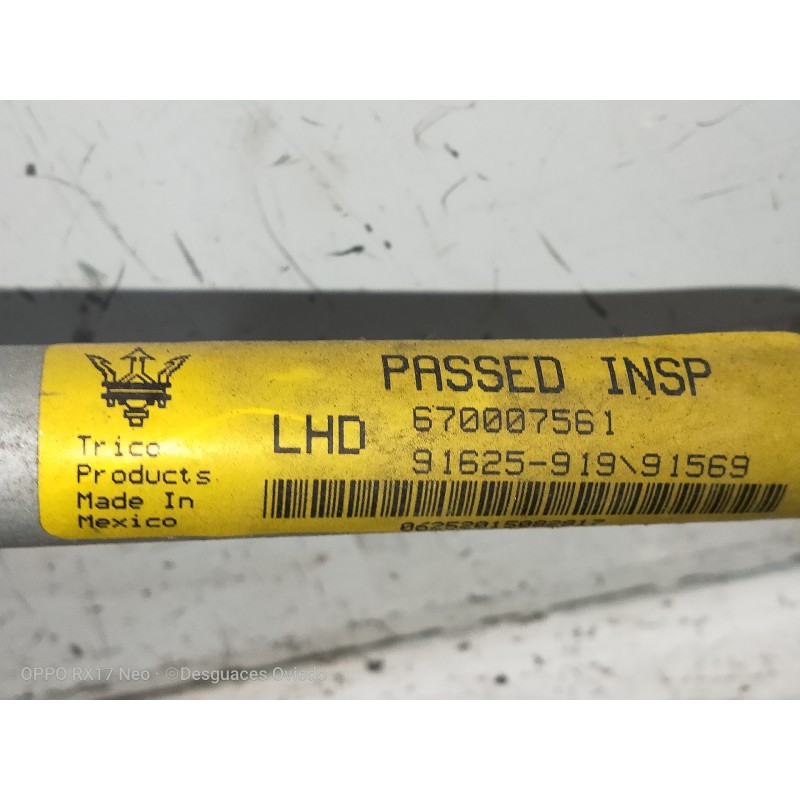 PASSED INSP
LHD
670007561
91625-919\91569
Trico
Products
Made In
Mexico
OPPO RX17 Neo · ©Desguaces Oviedo